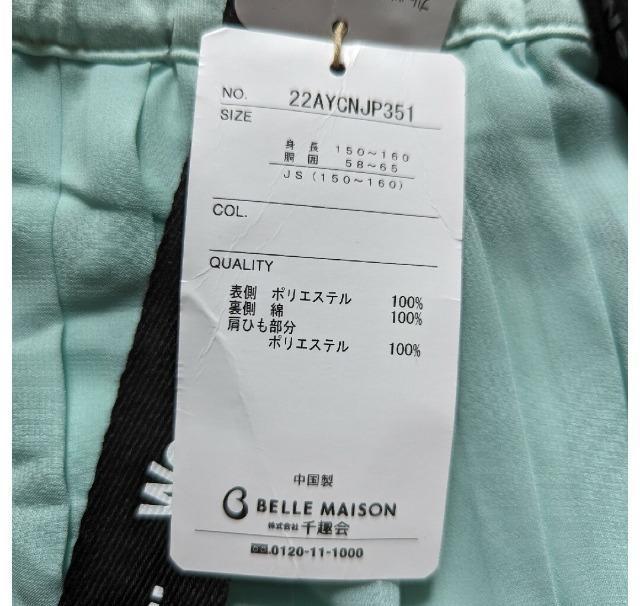 NO. 22AYCNJP351
SIZE
身長 150~160
胴囲 58~65
JS(150~160)
COL.
QUALITY
表側 ポリエステル 100%
裏側 綿 100%
肩ひも部分
ポリエステル 100%
中国製
BELLE MAISON
株式会社 千趣会
0120-11-1000